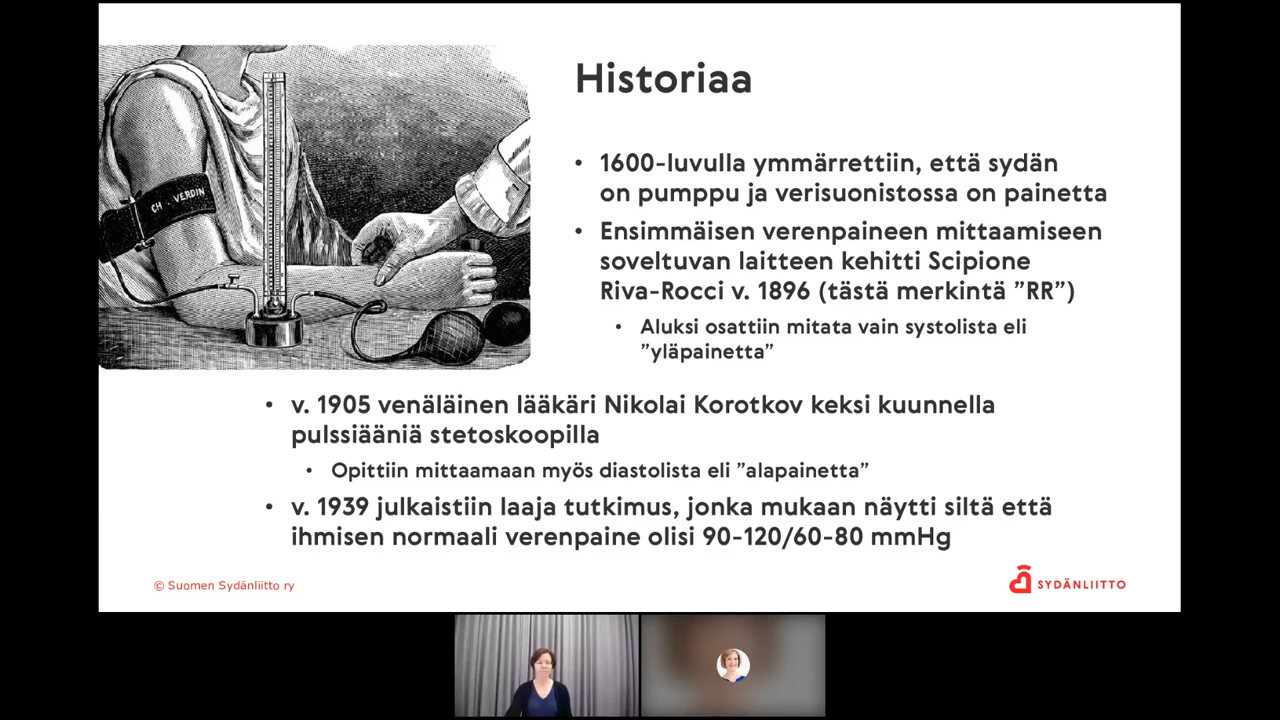 CH. VERDIN
Historiaa
• 1600-luvulla ymmärrettiin, että sydän
on pumppu ja verisuonistossa on painetta
• Ensimmäisen verenpaineen mittaamiseen
soveltuvan laitteen kehitti Scipione
Riva-Rocci v. 1896 (tästä merkintä ”RR”)
• Aluksi osattiin mitata vain systolista eli
”yläpainetta”
• v. 1905 venäläinen lääkäri Nikolai Korotkov keksi kuunnella
pulssiääniä stetoskoopilla
• Opittiin mittaamaan myös diastolista eli ”alapainetta”
• v. 1939 julkaistiin laaja tutkimus, jonka mukaan näytti siltä että
ihmisen normaali verenpaine olisi 90-120/60-80 mmHg
© Suomen Sydänliitto ry
SYDÄNLIITTO